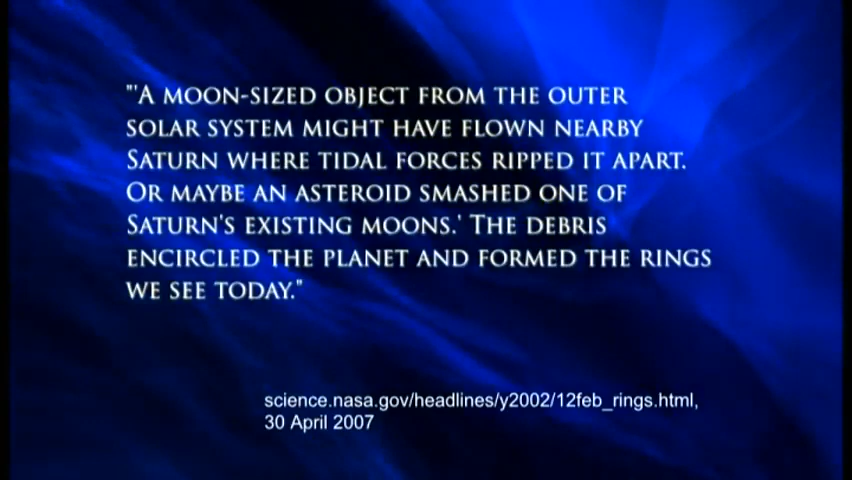 "'A MOON-SIZED OBJECT FROM THE OUTER
SOLAR SYSTEM MIGHT HAVE FLOWN NEARBY
SATURN WHERE TIDAL FORCES RIPPED IT APART.
OR MAYBE AN ASTEROID SMASHED ONE OF
SATURN'S EXISTING MOONS.' THE DEBRIS
ENCIRCLED THE PLANET AND FORMED THE RINGS
WE SEE TODAY."
science.nasa.gov/headlines/y2002/12feb_rings.html,
30 April 2007